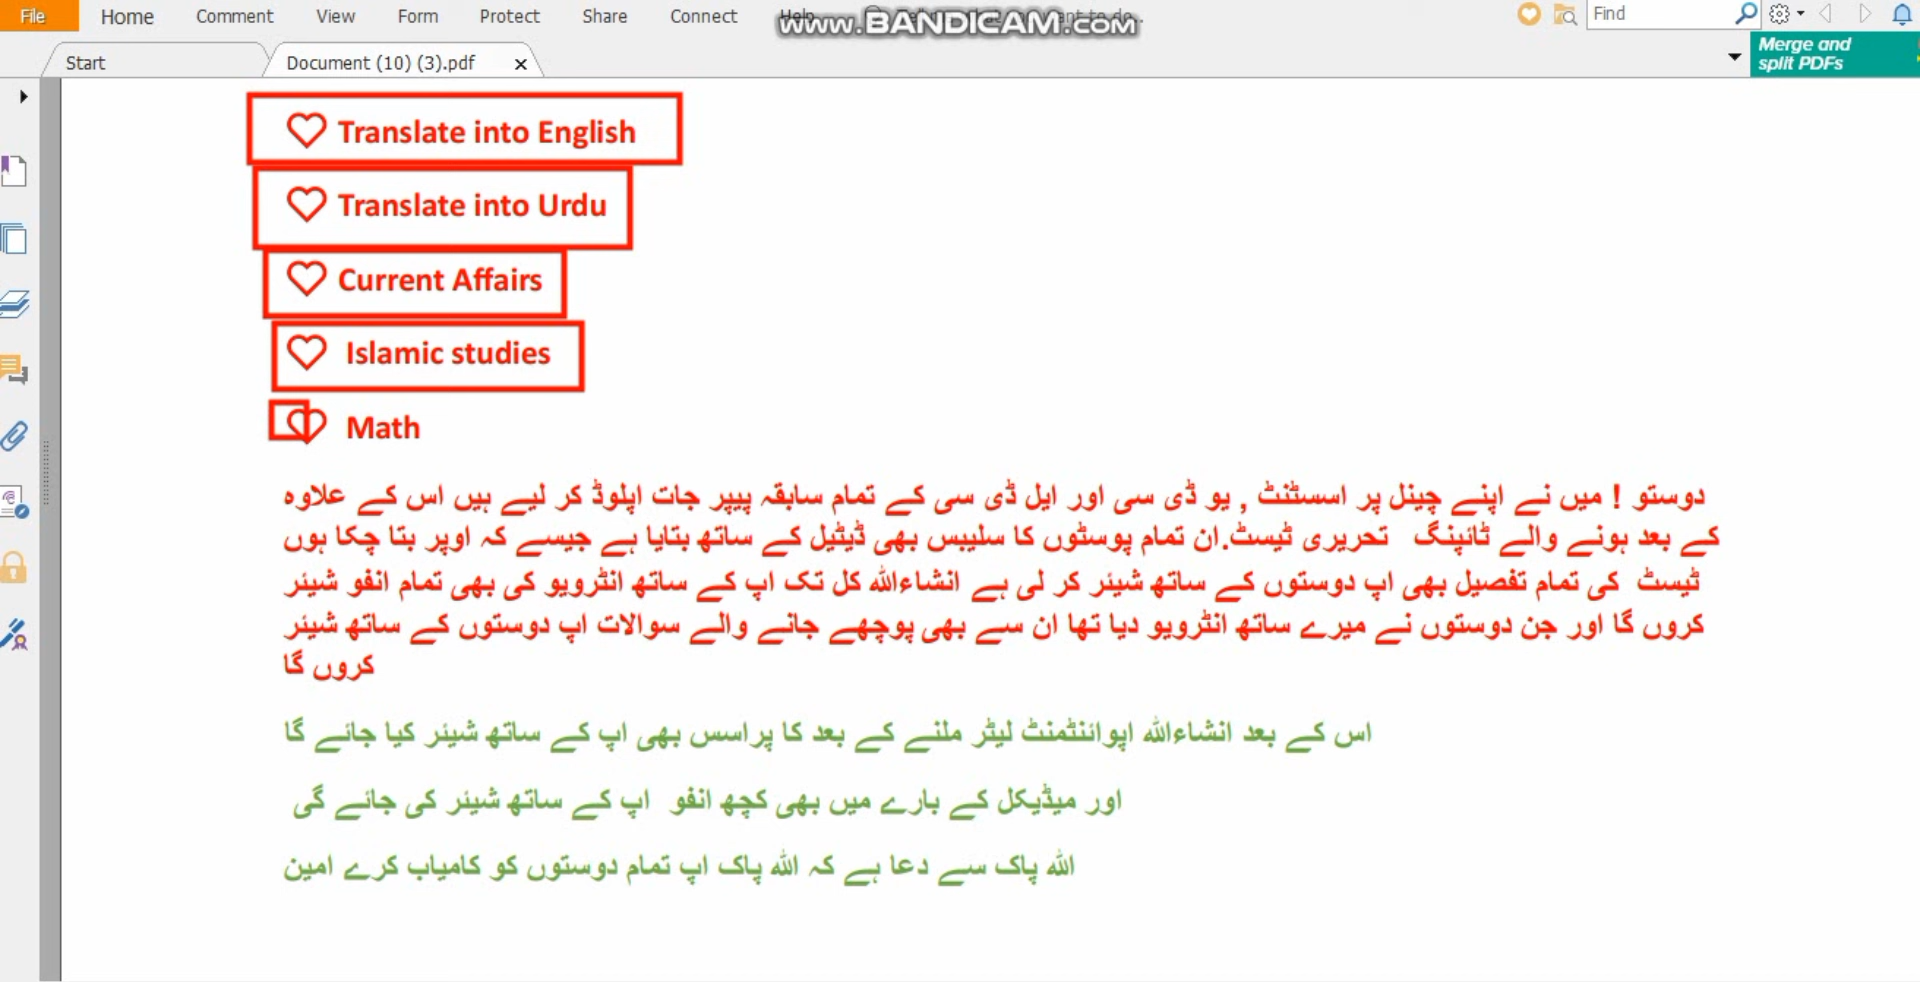 File Home Comment View Form Protect Share Connect Help
www.BANDICAM.com
Find
Start
Document (10) (3).pdf
Merge and
split PDFs
Translate into English
Translate into Urdu
Current Affairs
Islamic studies
Math
دوستو ! میں نے اپنے چینل پر اسسٹنٹ , یو ڈی سی اور ایل ڈی سی کے تمام سابقہ پیپر جات اپلوڈ کر لیے ہیں اس کے علاوہ
کے بعد ہونے والے ٹائپنگ تحریری ٹیسٹ.ان تمام پوسٹوں کا سلیبس بھی ڈیٹیل کے ساتھ بتایا ہے جیسے کہ اوپر بتا چکا ہوں
ٹیسٹ کی تمام تفصیل بھی اپ دوستوں کے ساتھ شیئر کر لی ہے انشاءاللہ کل تک اپ کے ساتھ انٹرویو کی بھی تمام انفو شیئر
کروں گا اور جن دوستوں نے میرے ساتھ انٹرویو دیا تھا ان سے بھی پوچھے جانے والے سوالات اپ دوستوں کے ساتھ شیئر
کروں گا
اس کے بعد انشاءاللہ اپوائنٹمنٹ لیٹر ملنے کے بعد کا پراسس بھی اپ کے ساتھ شیئر کیا جائے گا
اور میڈیکل کے بارے میں بھی کچھ انفو اپ کے ساتھ شیئر کی جائے گی
اللہ پاک سے دعا ہے کہ اللہ پاک اپ تمام دوستوں کو کامیاب کرے امین